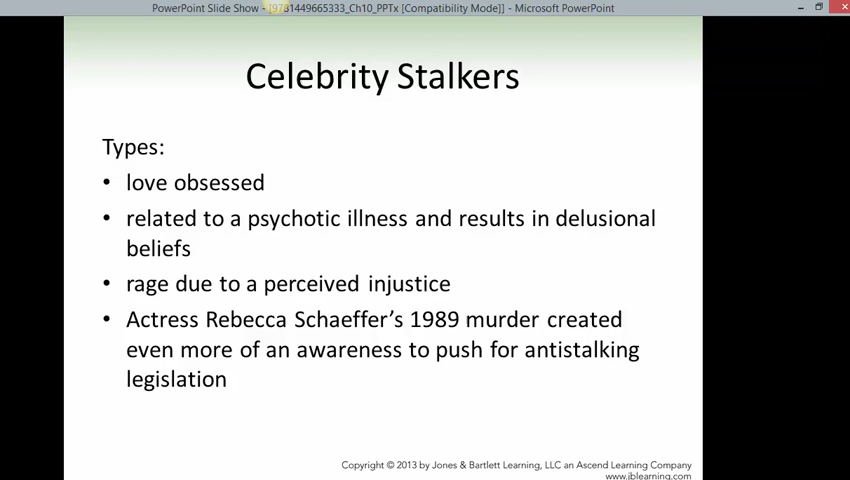 PowerPoint Slide Show - [9781449665333_Ch10_PPTx [Compatibility Mode]] - Microsoft PowerPoint
Celebrity Stalkers
Types:
• love obsessed
• related to a psychotic illness and results in delusional
beliefs
• rage due to a perceived injustice
• Actress Rebecca Schaeffer's 1989 murder created
even more of an awareness to push for antistalking
legislation
Copyright © 2013 by Jones & Bartlett Learning, LLC an Ascend Learning Company
www.jblearning.com